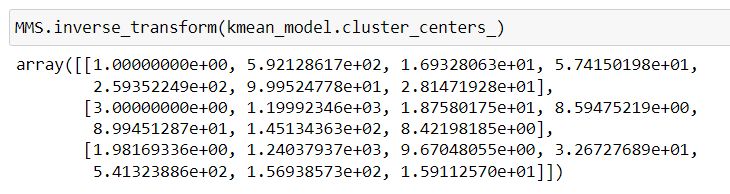 MMS.inverse_transform(kmean_model.cluster_centers_)
array([[1.00000000e+00, 5.92128617e+02, 1.69328063e+01, 5.74150198e+01,
2.59352249e+02, 9.99524778e+01, 2.81471928e+01],
[3.00000000e+00, 1.19992346e+03, 1.87580175e+01, 8.59475219e+00,
8.99451287e+01, 1.45134363e+02, 8.42198185e+00],
[1.98169336e+00, 1.24037937e+03, 9.67048055e+00, 3.26727689e+01,
5.41323886e+02, 1.56938573e+02, 1.59112570e+01]])